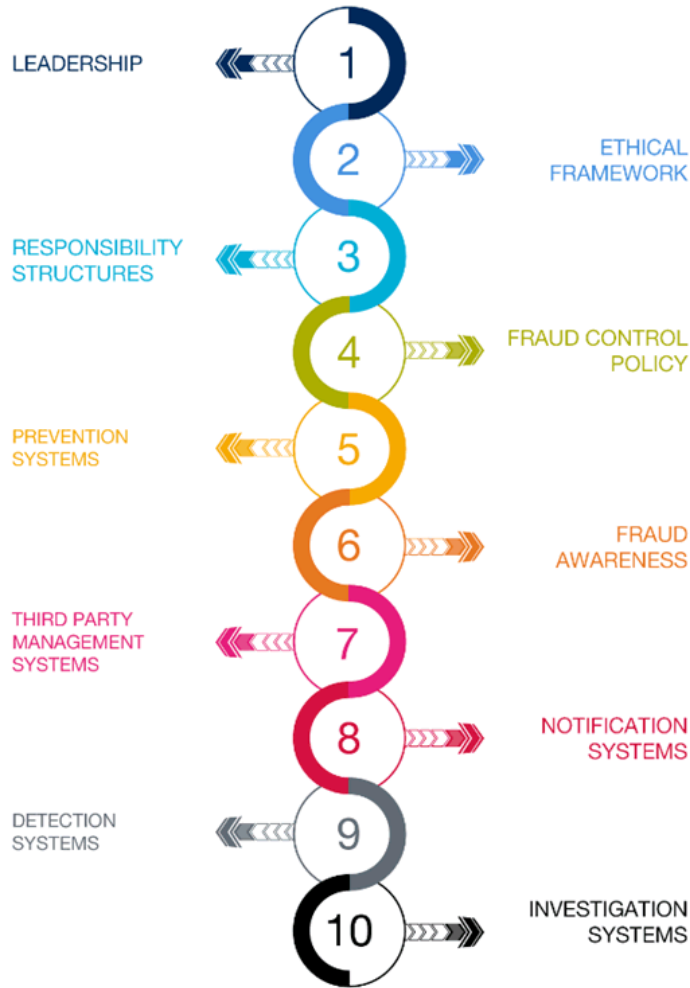 LEADERSHIP
1
2
ETHICAL
FRAMEWORK
RESPONSIBILITY
STRUCTURES
3
4
FRAUD CONTROL
POLICY
PREVENTION
SYSTEMS
5
6
FRAUD
AWARENESS
THIRD PARTY
MANAGEMENT
SYSTEMS
7
8
NOTIFICATION
SYSTEMS
DETECTION
SYSTEMS
9
10
INVESTIGATION
SYSTEMS